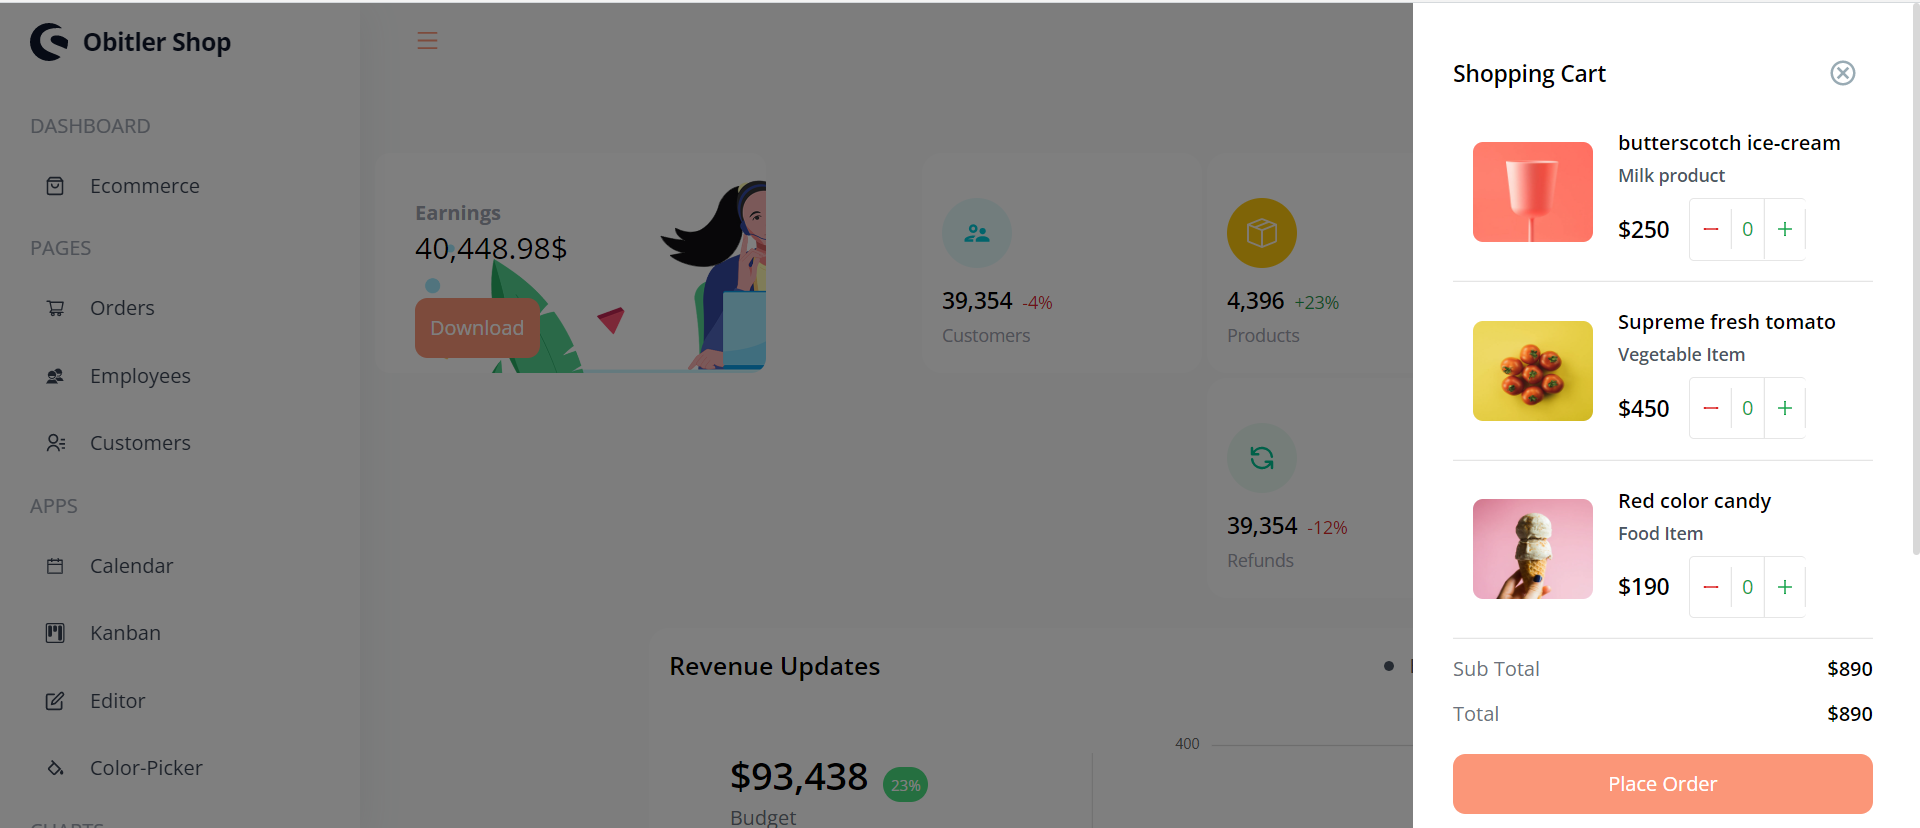 Obitler Shop
DASHBOARD
Ecommerce
PAGES
Orders
Employees
Customers
APPS
Calendar
Kanban
Editor
Color-Picker
Earnings
40,448.98$
Download
39,354 -4%
Customers
4,396 +23%
Products
39,354 -12%
Refunds
Revenue Updates
$93,438 23%
Budget
400
Shopping Cart
butterscotch ice-cream
Milk product
$250 − 0 +
Supreme fresh tomato
Vegetable Item
$450 − 0 +
Red color candy
Food Item
$190 − 0 +
Sub Total $890
Total $890
Place Order